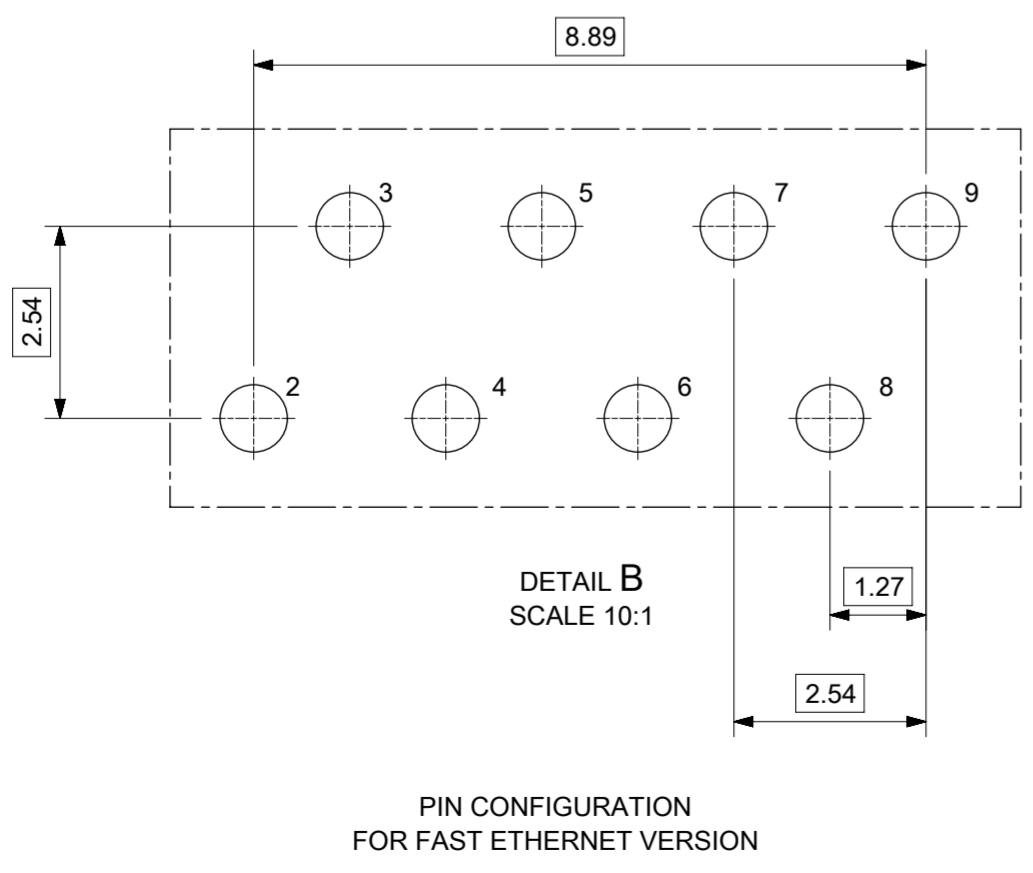 8.89
3 5 7 9
2.54
2 4 6 8
DETAIL B
SCALE 10:1
1.27
2.54
PIN CONFIGURATION
FOR FAST ETHERNET VERSION